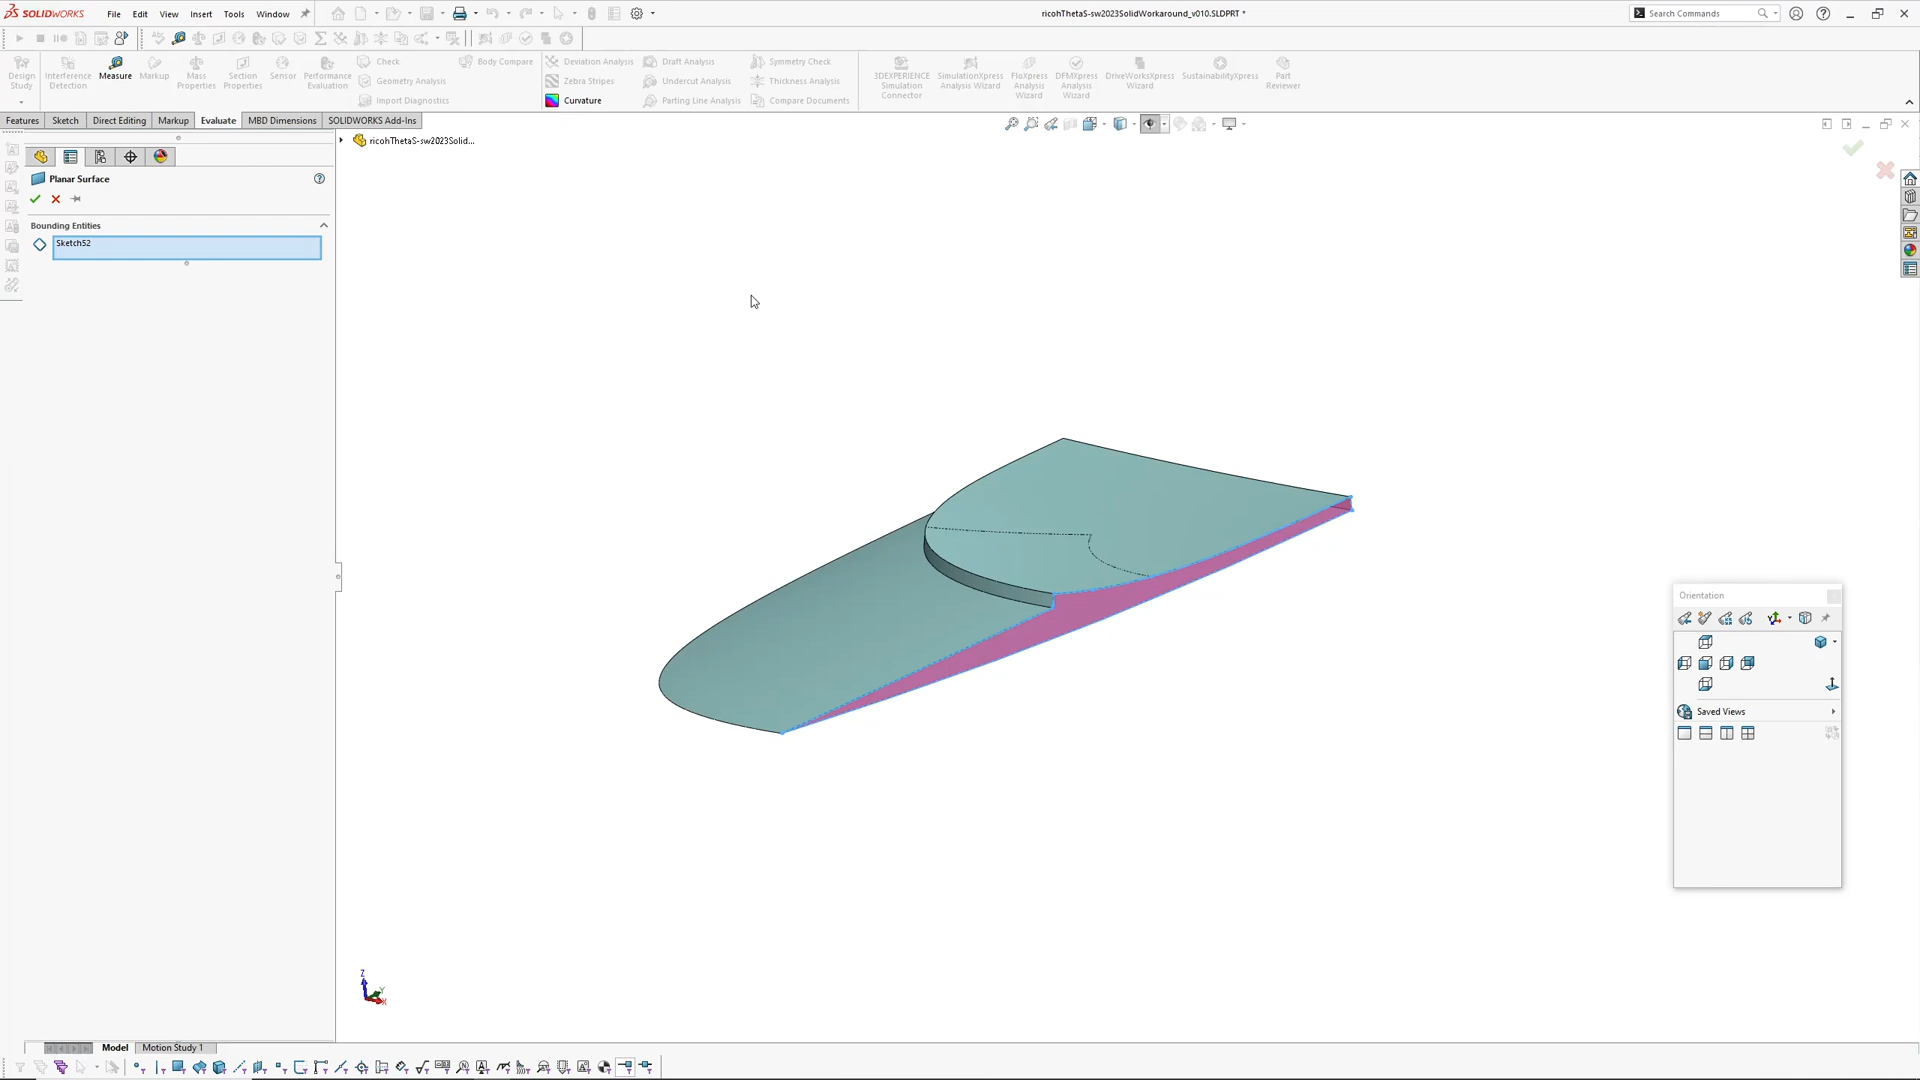 SOLIDWORKS File Edit View Insert Tools Window ricohThetaS-sw2023SolidWorkaround_v010.SLDPRT * Search Commands
Design Study Interference Detection Measure Markup Mass Properties Section Properties Sensor Performance Evaluation Check Body Compare Deviation Analysis Draft Analysis Symmetry Check 3DEXPERIENCE Simulation Connector SimulationXpress Analysis Wizard FloXpress Analysis Wizard DFMXpress Analysis Wizard DriveWorksXpress Wizard SustainabilityXpress Part Reviewer
Geometry Analysis Zebra Stripes Undercut Analysis Thickness Analysis
Import Diagnostics Curvature Parting Line Analysis Compare Documents
Features Sketch Direct Editing Markup Evaluate MBD Dimensions SOLIDWORKS Add-Ins
ricohThetaS-sw2023Solid...
Planar Surface
Bounding Entities
Sketch52
Orientation
Saved Views
Z
Y
X
Model Motion Study 1